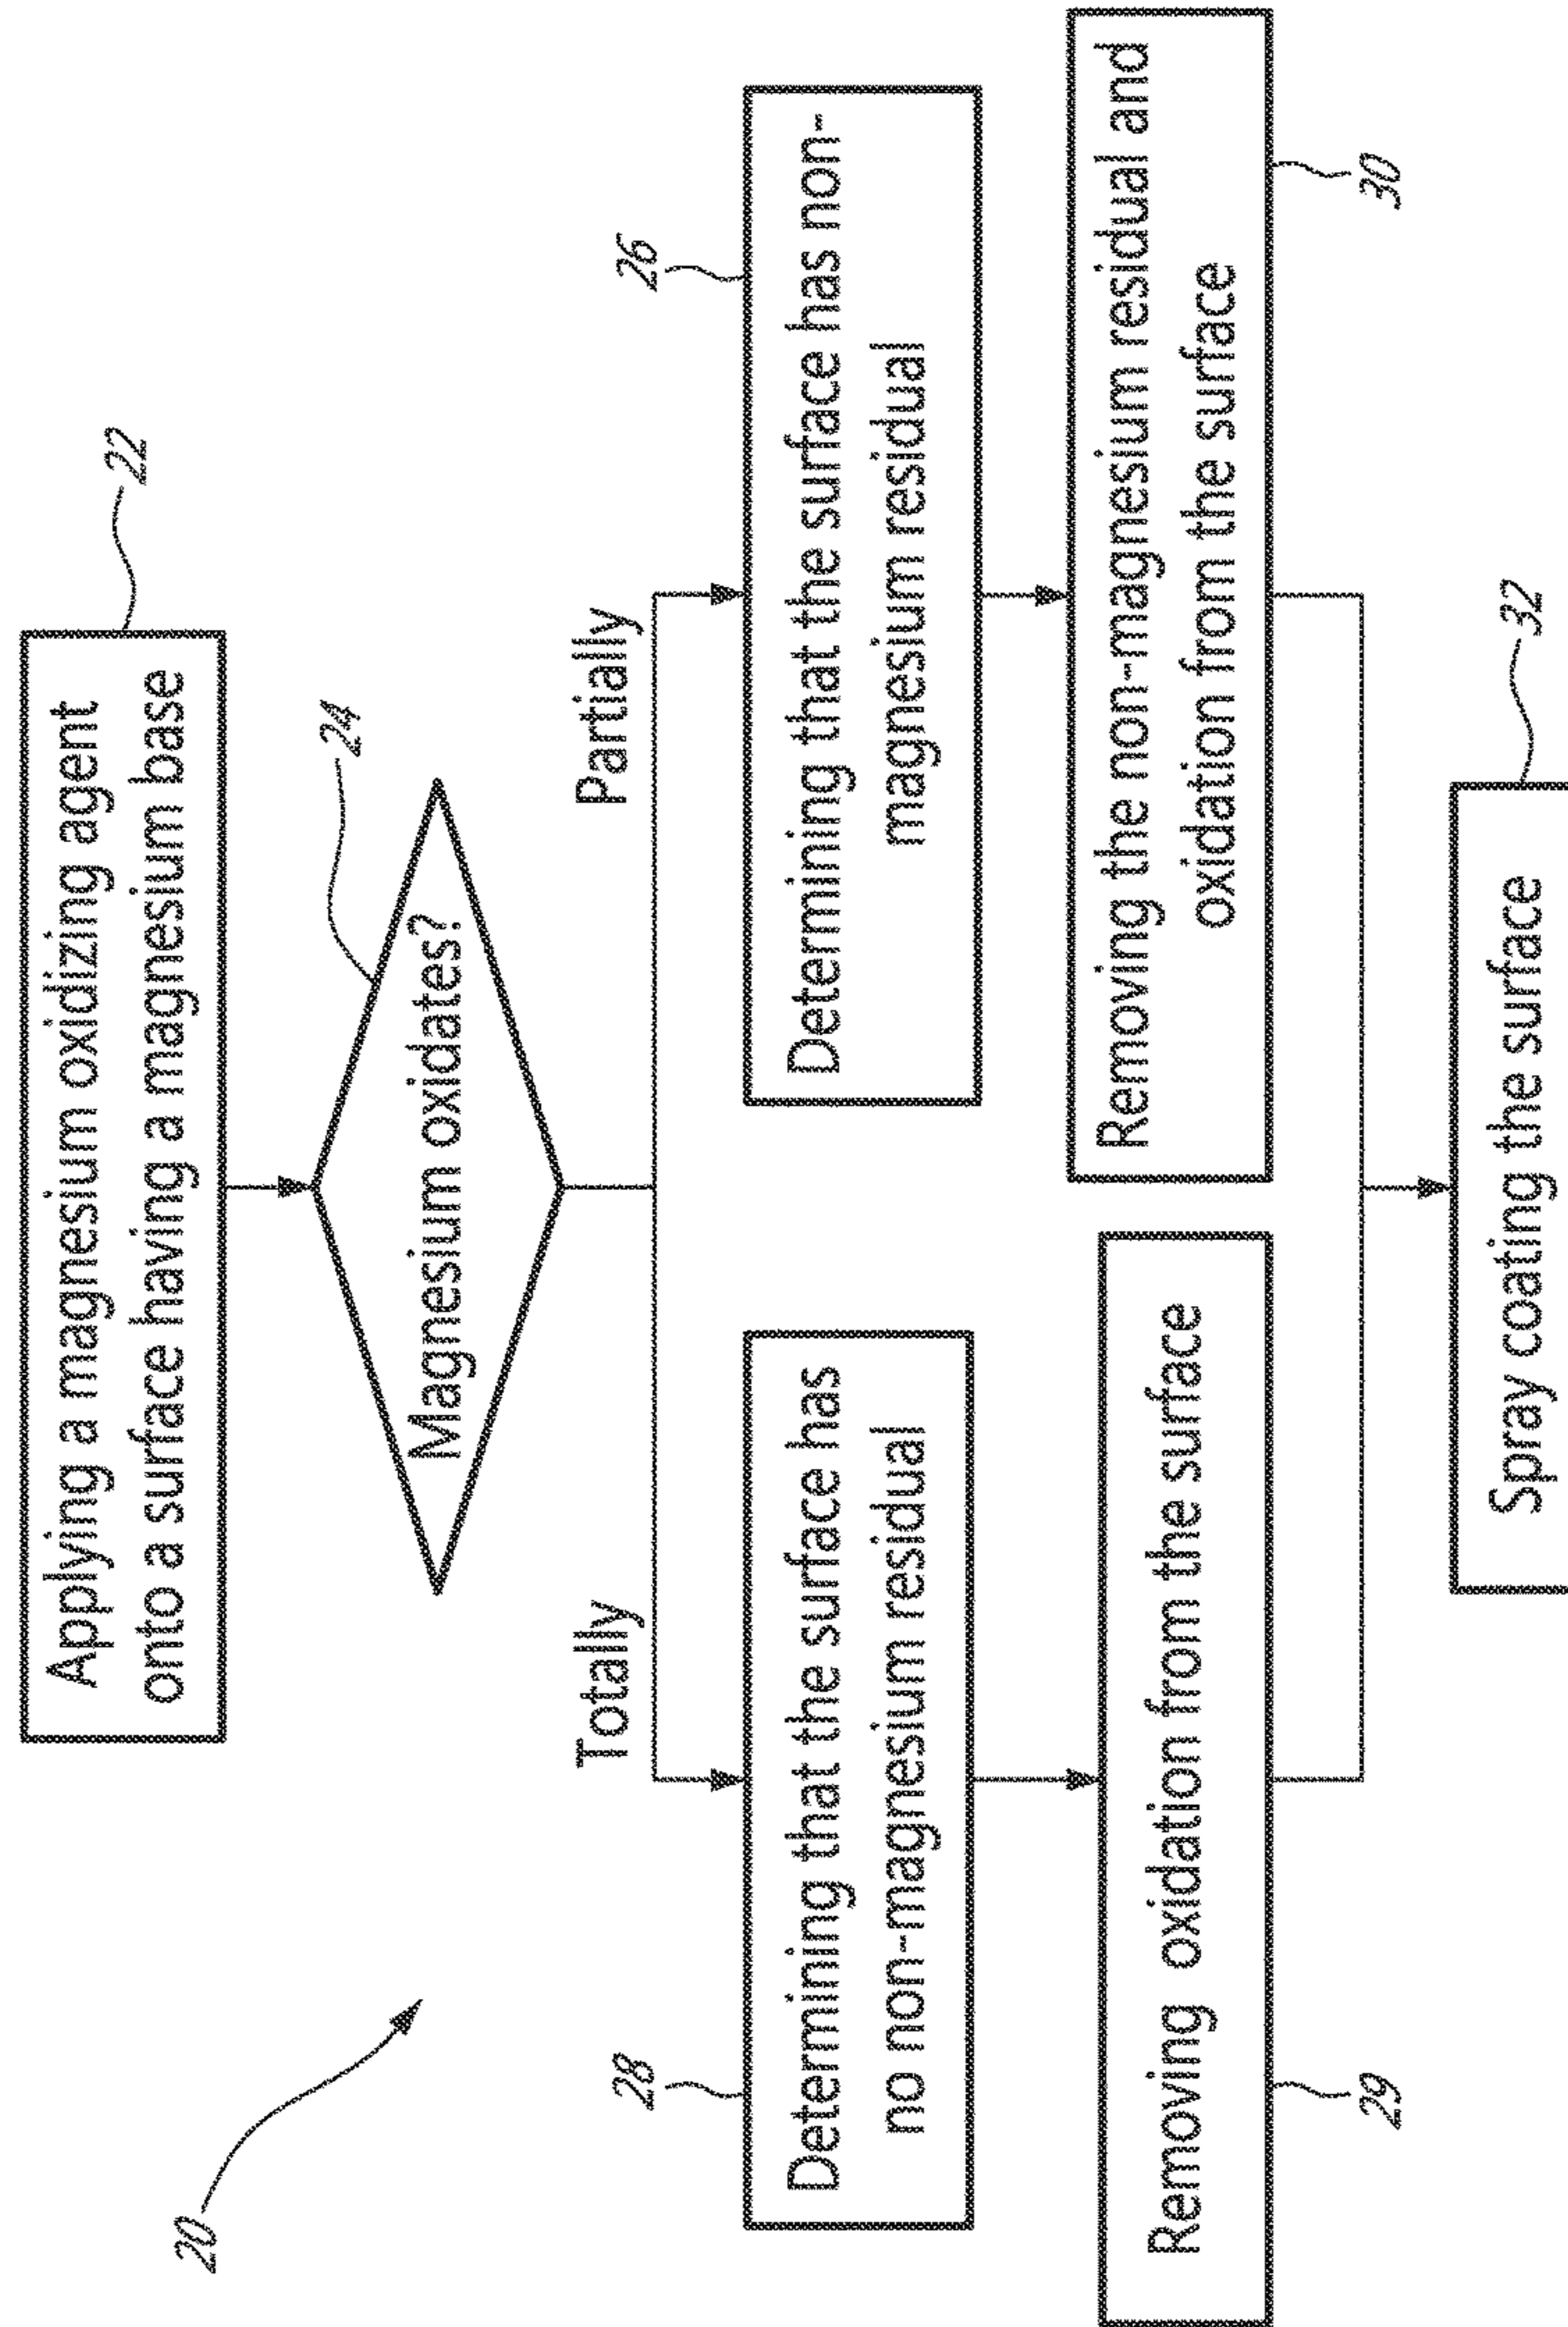 20
Applying a magnesium oxidizing agent
onto a surface having a magnesium base
22
Magnesium oxidates?
24
Totally
Partially
28
Determining that the surface has
no non-magnesium residual
26
Determining that the surface has non-
magnesium residual
Removing oxidation from the surface
29
Removing the non-magnesium residual and
oxidation from the surface
30
Spray coating the surface
32